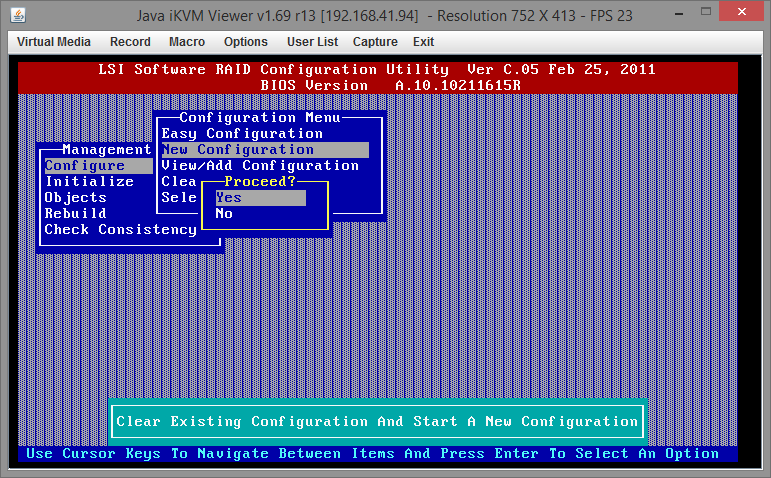 Java iKVM Viewer v1.69 r13 [192.168.41.94] - Resolution 752 X 413 - FPS 23
Virtual Media Record Macro Options User List Capture Exit
LSI Software RAID Configuration Utility Ver C.05 Feb 25, 2011
BIOS Version A.10.10211615R
Configuration Menu
Easy Configuration
New Configuration
View/Add Configuration
Clea
Sele
Management
Configure
Initialize
Objects
Rebuild
Check Consistency
Proceed?
Yes
No
Clear Existing Configuration And Start A New Configuration
Use Cursor Keys To Navigate Between Items And Press Enter To Select An Option